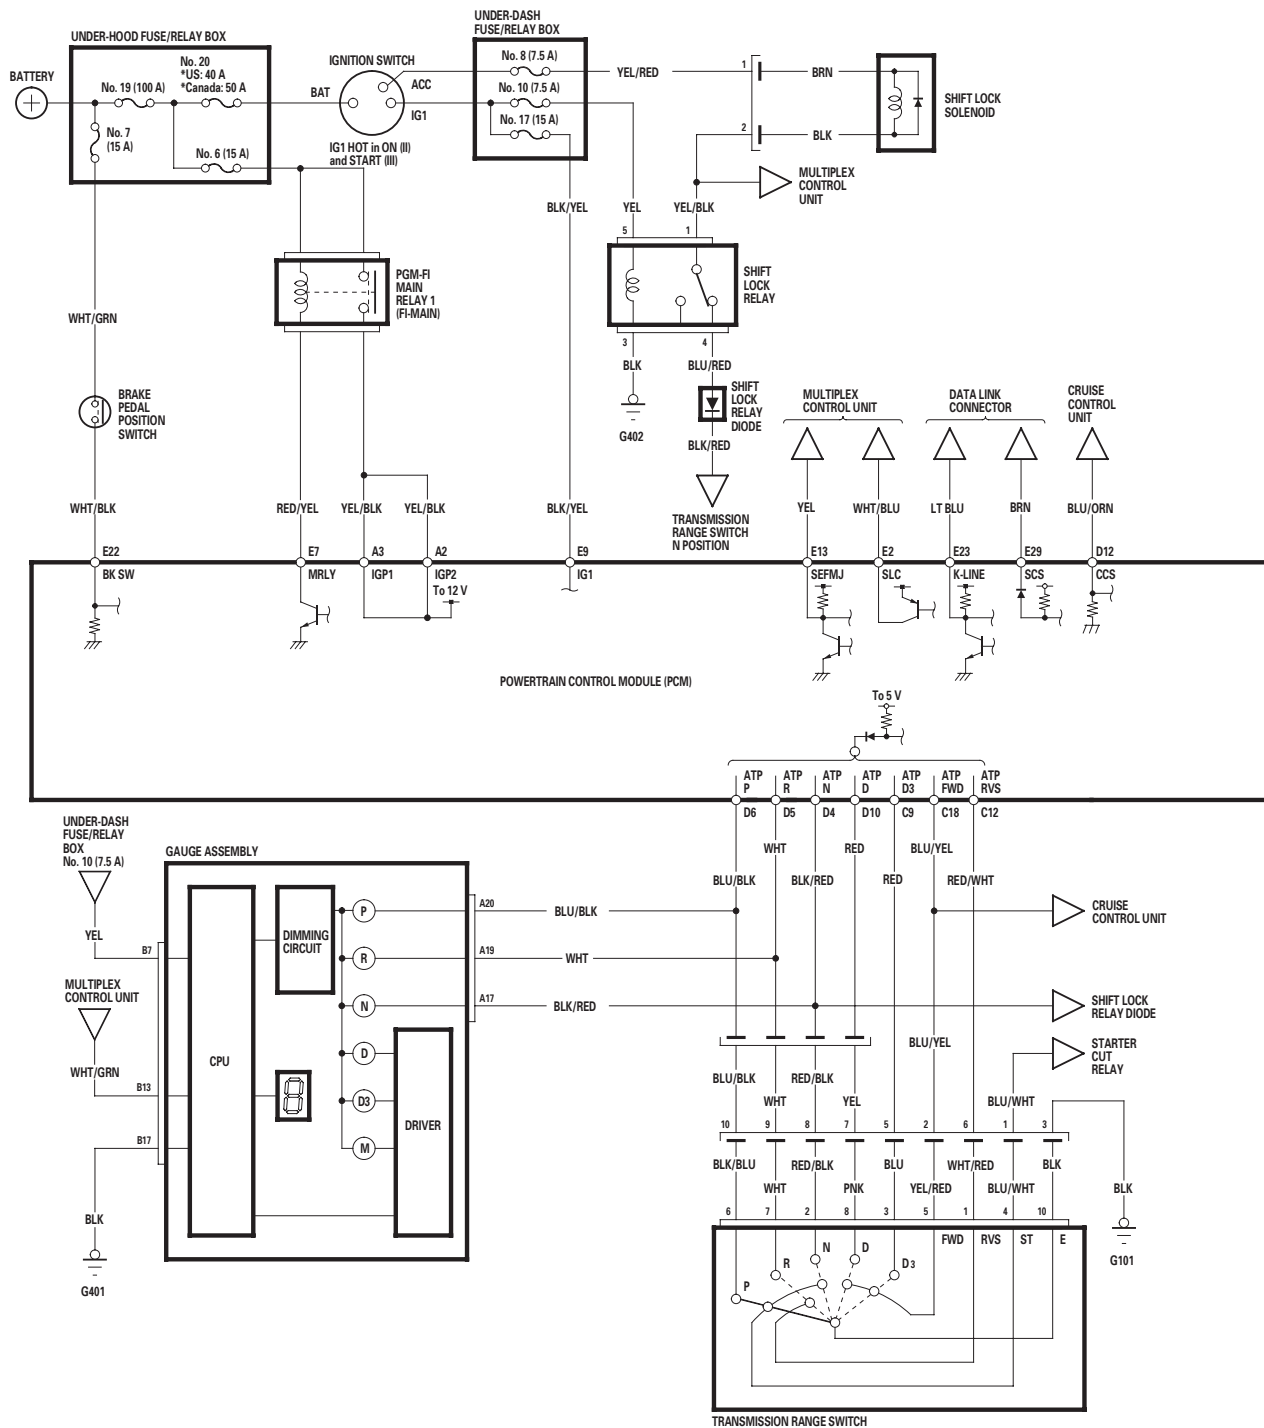 UNDER-DASH
FUSE/RELAY BOX
UNDER-HOOD FUSE/RELAY BOX
BATTERY
No. 19 (100 A)
No. 20
*US: 40 A
*Canada: 50 A
No. 7
(15 A)
No. 6 (15 A)
IGNITION SWITCH
BAT
ACC
IG1
IG1 HOT in ON (II)
and START (III)
No. 8 (7.5 A)
No. 10 (7.5 A)
No. 17 (15 A)
YEL/RED
1
BRN
2
BLK
SHIFT LOCK
SOLENOID
MULTIPLEX
CONTROL
UNIT
BLK/YEL
YEL
YEL/BLK
5
1
PGM-FI
MAIN
RELAY 1
(FI-MAIN)
SHIFT
LOCK
RELAY
WHT/GRN
3
4
BLK
BLU/RED
G402
SHIFT
LOCK
RELAY
DIODE
BLK/RED
TRANSMISSION
RANGE SWITCH
N POSITION
BRAKE
PEDAL
POSITION
SWITCH
MULTIPLEX
CONTROL UNIT
DATA LINK
CONNECTOR
CRUISE
CONTROL
UNIT
WHT/BLK
RED/YEL
YEL/BLK
YEL/BLK
BLK/YEL
YEL
WHT/BLU
LT BLU
BRN
BLU/ORN
E22
E7
A3
A2
E9
E13
E2
E23
E29
D12
BK SW
MRLY
IGP1
IGP2
IG1
SEFMJ
SLC
K-LINE
SCS
CCS
To 12 V
POWERTRAIN CONTROL MODULE (PCM)
To 5 V
ATP
P
ATP
R
ATP
N
ATP
D
ATP
D3
ATP
FWD
ATP
RVS
D6
D5
D4
D10
C9
C18
C12
UNDER-DASH
FUSE/RELAY
BOX
No. 10 (7.5 A)
GAUGE ASSEMBLY
WHT
RED
BLU/YEL
BLU/BLK
BLK/RED
RED
RED/WHT
YEL
B7
MULTIPLEX
CONTROL UNIT
WHT/GRN
B13
B17
BLK
G401
CPU
DIMMING
CIRCUIT
P
R
N
D
D3
M
DRIVER
A20
BLU/BLK
A19
WHT
A17
BLK/RED
CRUISE
CONTROL UNIT
SHIFT LOCK
RELAY DIODE
BLU/YEL
STARTER
CUT
RELAY
BLU/BLK
RED/BLK
WHT
YEL
BLU/WHT
10
9
8
7
5
2
6
1
3
BLK/BLU
RED/BLK
BLU
WHT/RED
BLK
WHT
PNK
YEL/RED
BLU/WHT
BLK
6
7
2
8
3
5
1
4
10
FWD
RVS
ST
E
G101
P
R
N
D
D3
TRANSMISSION RANGE SWITCH